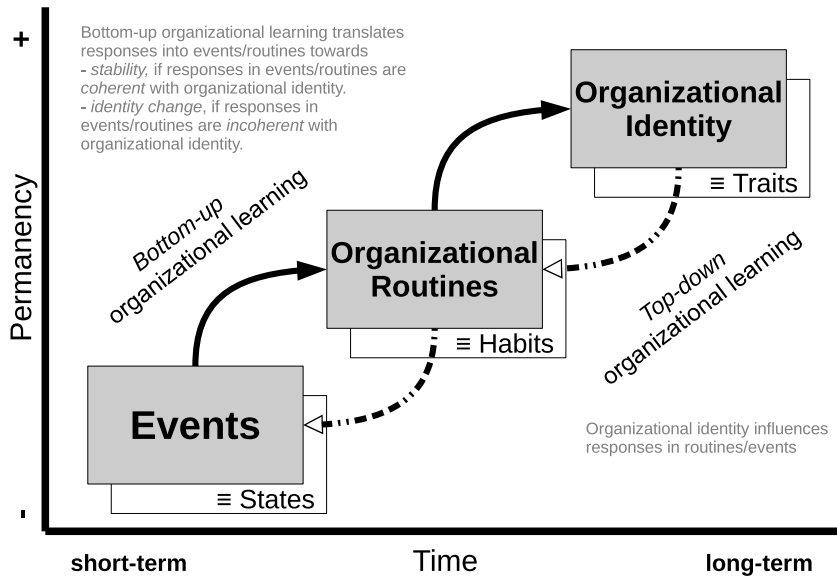 +
Bottom-up organizational learning translates
responses into events/routines towards
- stability, if responses in events/routines are
coherent with organizational identity.
- identity change, if responses in
events/routines are incoherent with
organizational identity.
Organizational
Identity
≡ Traits
Permanency
Bottom-up
organizational learning
Organizational
Routines
≡ Habits
Top-down
organizational learning
Events
≡ States
Organizational identity influences
responses in routines/events
-
short-term
Time
long-term